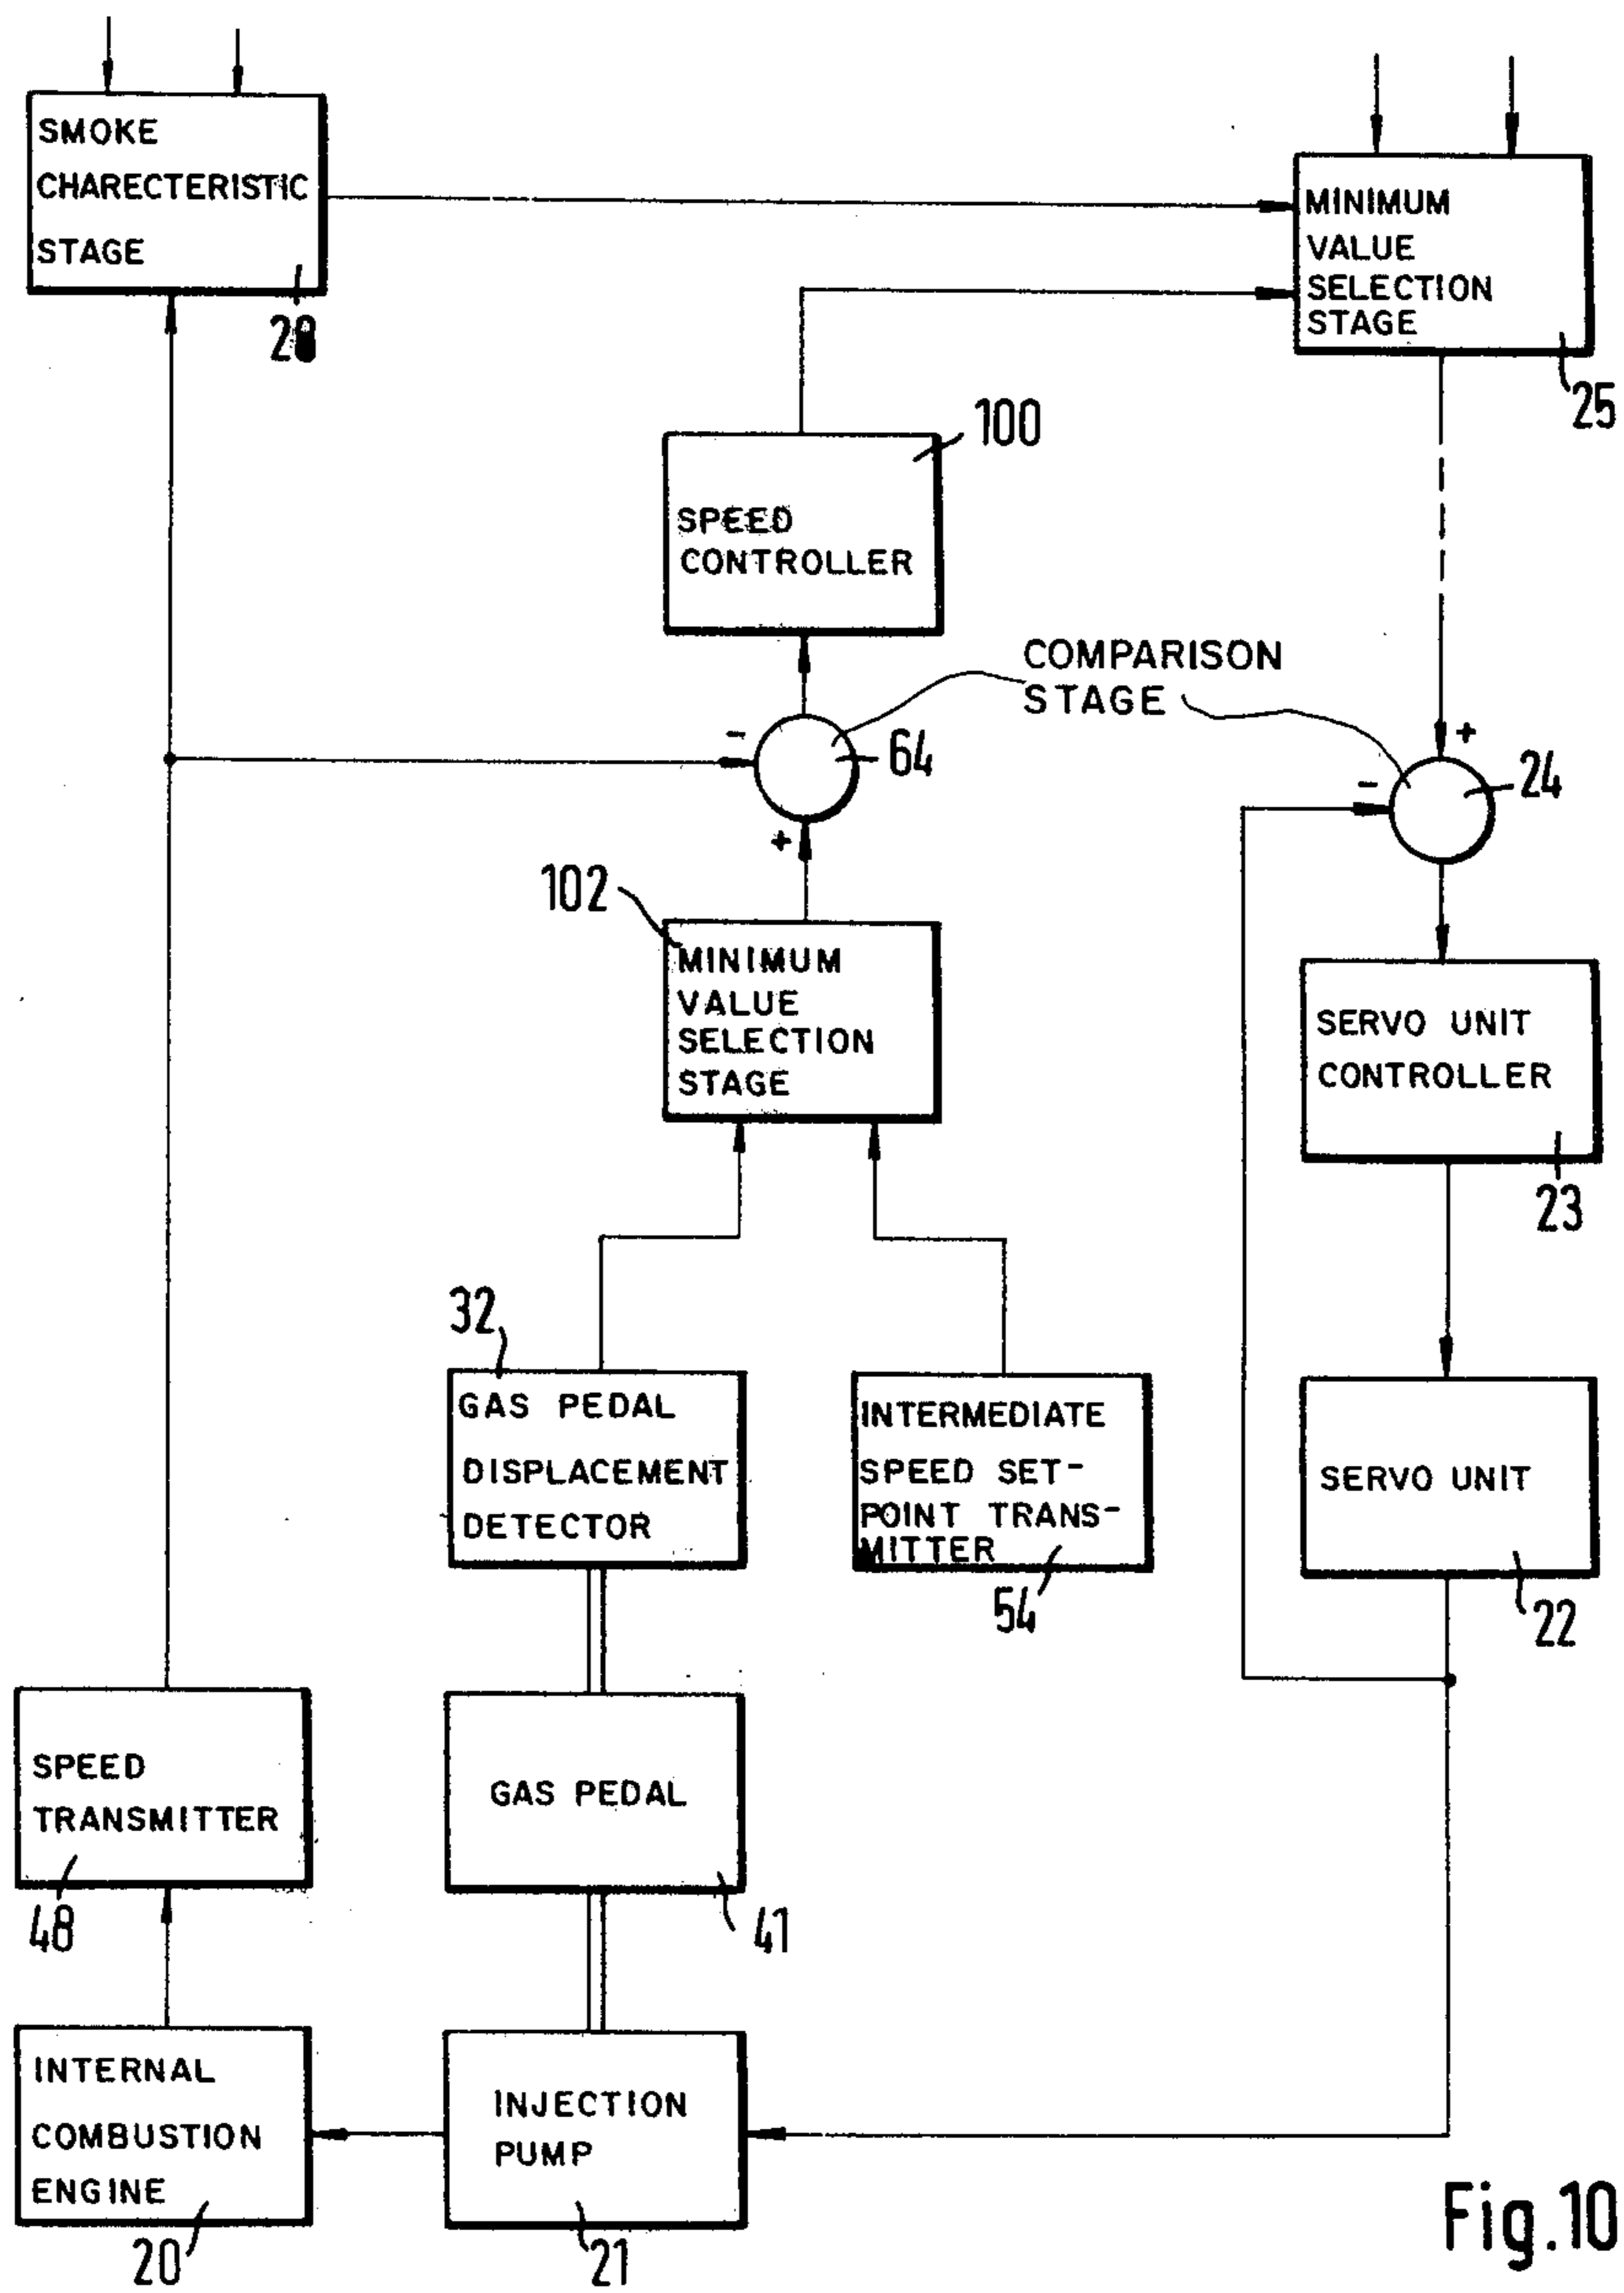 SMOKE
CHARECTERISTIC
STAGE
MINIMUM
VALUE
SELECTION
STAGE
25
100
SPEED
CONTROLLER
COMPARISON
STAGE
-
64
+
+
-
24
102
MINIMUM
VALUE
SELECTION
STAGE
SERVO UNIT
CONTROLLER
23
32
GAS PEDAL
DISPLACEMENT
DETECTOR
INTERMEDIATE
SPEED SET-
POINT TRANS-
MITTER
54
SERVO UNIT
22
SPEED
TRANSMITTER
48
GAS PEDAL
41
INTERNAL
COMBUSTION
ENGINE
20
INJECTION
PUMP
21
Fig.10